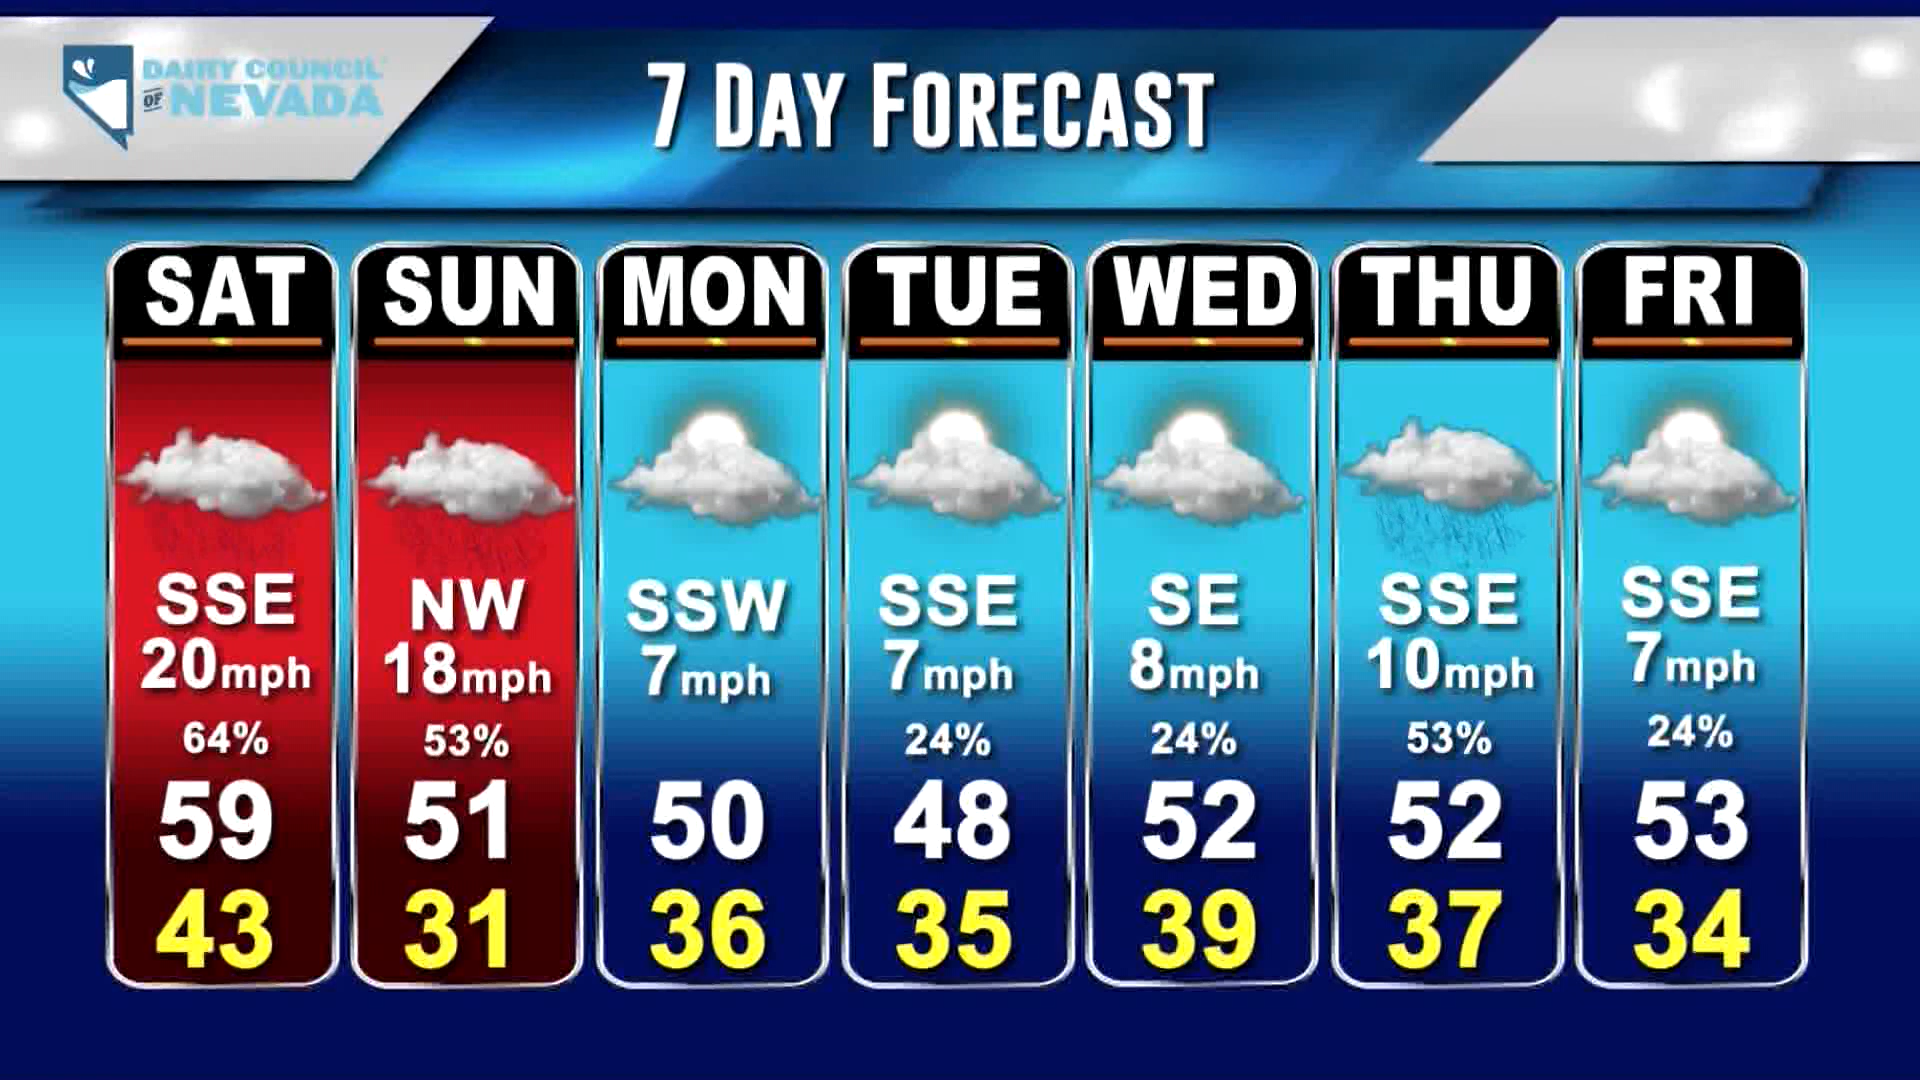 DAIRY COUNCIL
OF NEVADA
7 DAY FORECAST
SAT
SSE
20mph
64%
59
43
SUN
NW
18mph
53%
51
31
MON
SSW
7mph
50
36
TUE
SSE
7mph
24%
48
35
WED
SE
8mph
24%
52
39
THU
SSE
10mph
53%
52
37
FRI
SSE
7mph
24%
53
34